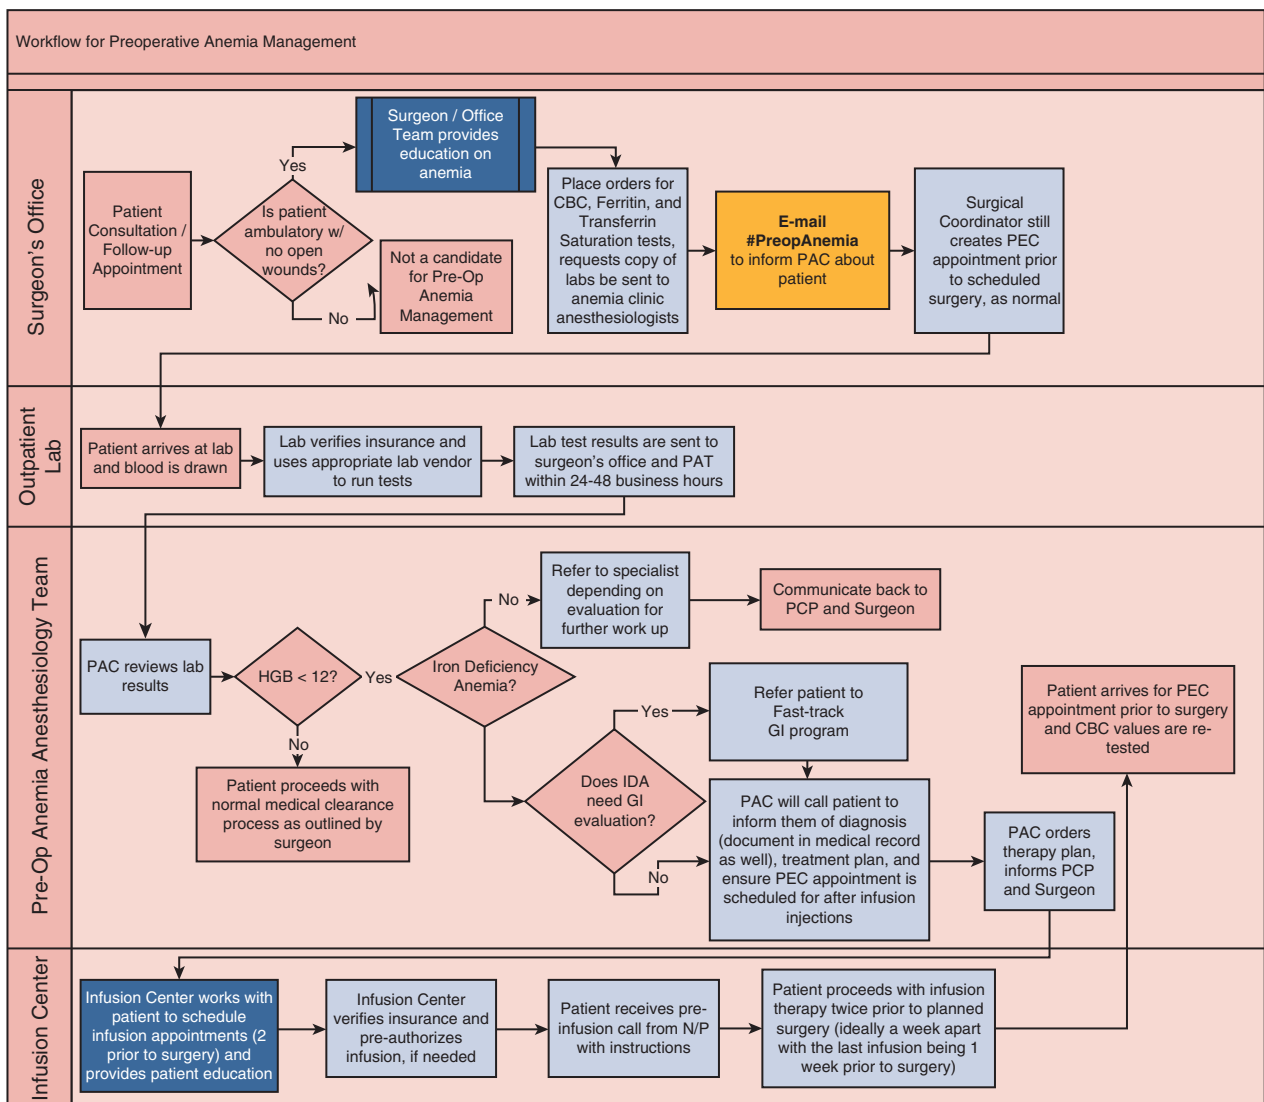 Workflow for Preoperative Anemia Management
Surgeon's Office
Patient
Consultation /
Follow-up
Appointment
Is patient
ambulatory w/
no open
wounds?
Yes
No
Surgeon / Office
Team provides
education on
anemia
Not a candidate
for Pre-Op
Anemia
Management
Place orders for
CBC, Ferritin, and
Transferrin
Saturation tests,
requests copy of
labs be sent to
anemia clinic
anesthesiologists
E-mail
#PreopAnemia
to inform PAC about
patient
Surgical
Coordinator still
creates PEC
appointment prior
to scheduled
surgery, as normal
Outpatient
Lab
Patient arrives at lab
and blood is drawn
Lab verifies insurance and
uses appropriate lab vendor
to run tests
Lab test results are sent to
surgeon's office and PAT
within 24-48 business hours
Pre-Op Anemia Anesthesiology Team
PAC reviews lab
results
HGB < 12?
Yes
No
Patient proceeds with
normal medical clearance
process as outlined by
surgeon
Iron Deficiency
Anemia?
No
Refer to specialist
depending on
evaluation for
further work up
Communicate back to
PCP and Surgeon
Does IDA
need GI
evaluation?
Yes
No
Refer patient to
Fast-track
GI program
PAC will call patient to
inform them of diagnosis
(document in medical record
as well), treatment plan, and
ensure PEC appointment is
scheduled for after infusion
injections
PAC orders
therapy plan,
informs PCP
and Surgeon
Patient arrives for PEC
appointment prior to surgery
and CBC values are re-
tested
Infusion Center
Infusion Center works with
patient to schedule
infusion appointments (2
prior to surgery) and
provides patient education
Infusion Center
verifies insurance and
pre-authorizes
infusion, if needed
Patient receives pre-
infusion call from N/P
with instructions
Patient proceeds with infusion
therapy twice prior to planned
surgery (ideally a week apart
with the last infusion being 1
week prior to surgery)